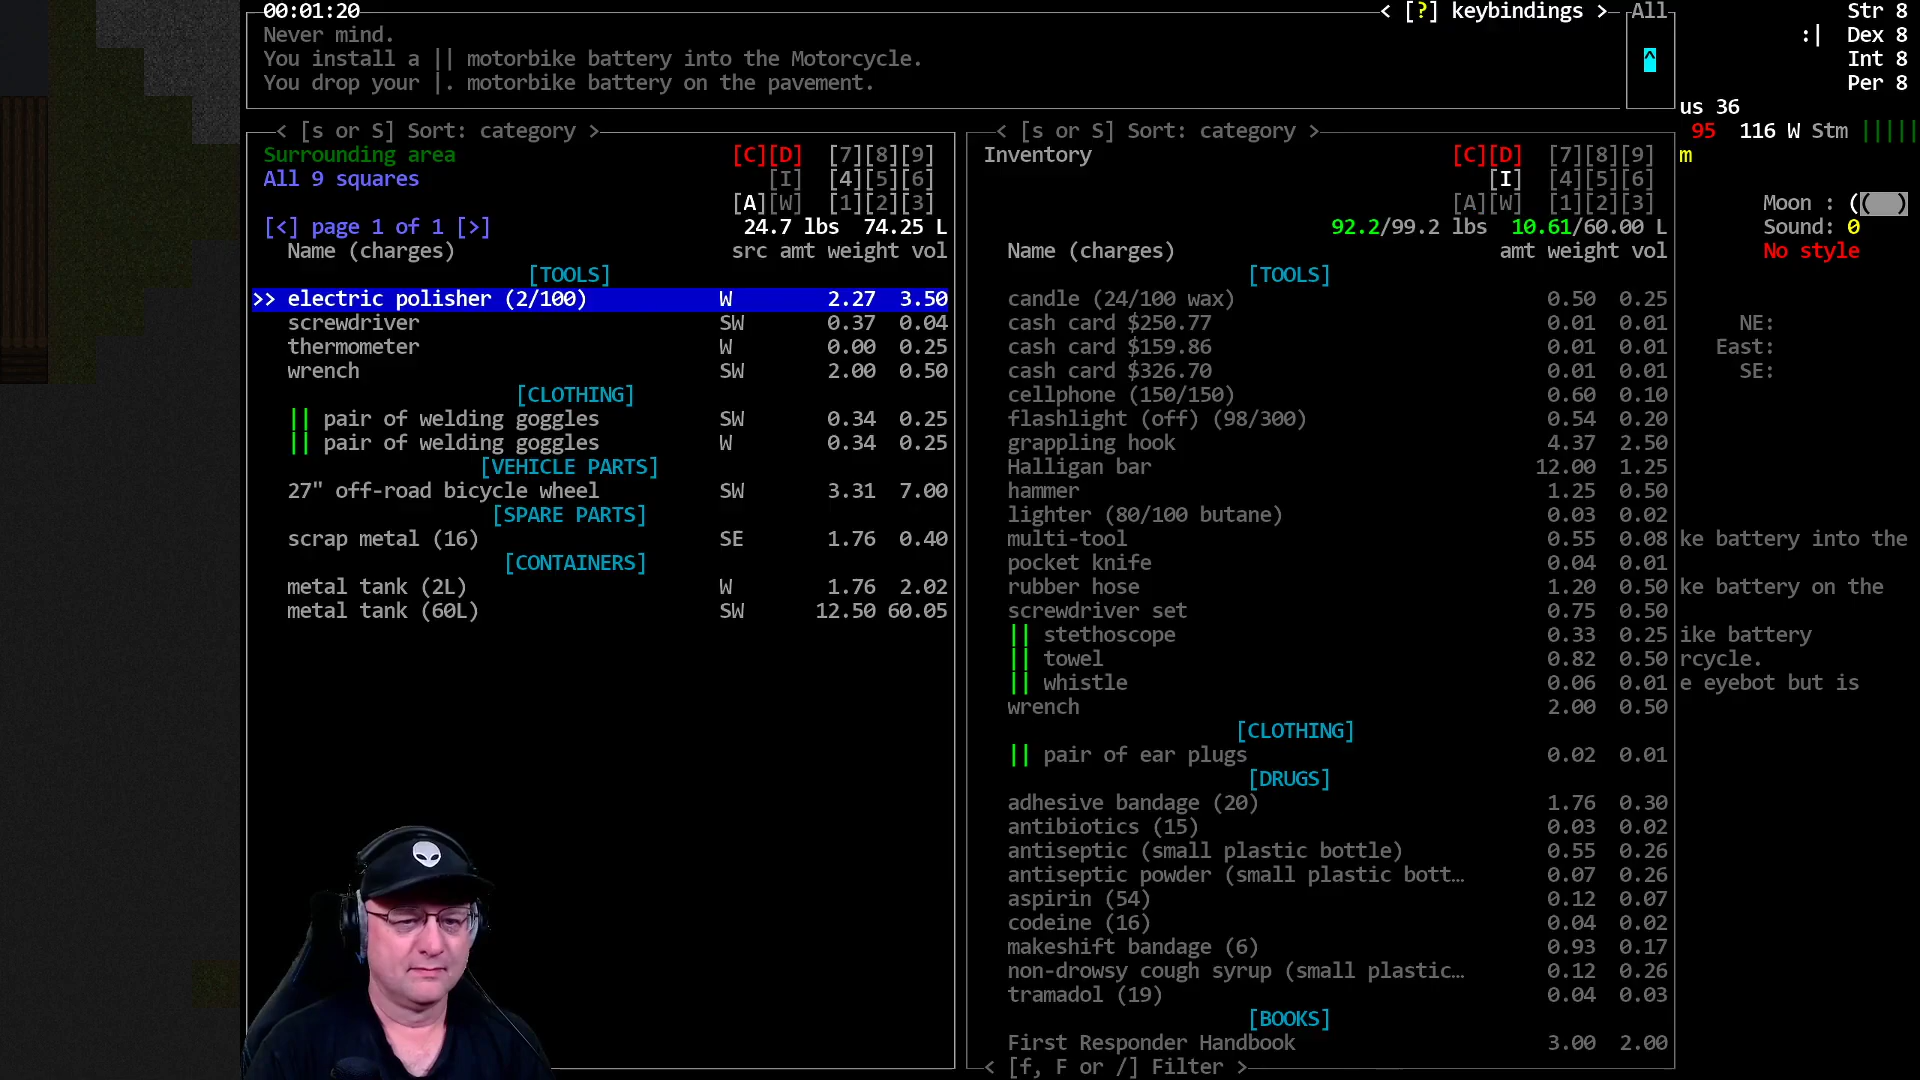 00:01:20
< [?] keybindings >
All
Str 8
Never mind.
:| Dex 8
You install a || motorbike battery into the Motorcycle.
^
Int 8
You drop your |. motorbike battery on the pavement.
Per 8
us 36
< [s or S] Sort: category >
< [s or S] Sort: category >
95 116 W Stm |||||
Surrounding area [C][D] [7][8][9]
Inventory [C][D] [7][8][9]
m
All 9 squares [I] [4][5][6]
[I] [4][5][6]
[A][W] [1][2][3]
[A][W] [1][2][3]
Moon : (( )
[<] page 1 of 1 [>] 24.7 lbs 74.25 L
92.2/99.2 lbs 10.61/60.00 L
Sound: 0
Name (charges) src amt weight vol
Name (charges) amt weight vol
No style
[TOOLS]
[TOOLS]
>> electric polisher (2/100) W 2.27 3.50
candle (24/100 wax) 0.50 0.25
screwdriver SW 0.37 0.04
cash card $250.77 0.01 0.01
NE:
thermometer W 0.00 0.25
cash card $159.86 0.01 0.01
East:
wrench SW 2.00 0.50
cash card $326.70 0.01 0.01
SE:
[CLOTHING]
cellphone (150/150) 0.60 0.10
|| pair of welding goggles SW 0.34 0.25
flashlight (off) (98/300) 0.54 0.20
|| pair of welding goggles W 0.34 0.25
grappling hook 4.37 2.50
[VEHICLE PARTS]
Halligan bar 12.00 1.25
27" off-road bicycle wheel SW 3.31 7.00
hammer 1.25 0.50
[SPARE PARTS]
lighter (80/100 butane) 0.03 0.02
scrap metal (16) SE 1.76 0.40
multi-tool 0.55 0.08
ke battery into the
[CONTAINERS]
pocket knife 0.04 0.01
metal tank (2L) W 1.76 2.02
rubber hose 1.20 0.50
ke battery on the
metal tank (60L) SW 12.50 60.05
screwdriver set 0.75 0.50
|| stethoscope 0.33 0.25
ike battery
|| towel 0.82 0.50
rcycle.
|| whistle 0.06 0.01
e eyebot but is
wrench 2.00 0.50
[CLOTHING]
|| pair of ear plugs 0.02 0.01
[DRUGS]
adhesive bandage (20) 1.76 0.30
antibiotics (15) 0.03 0.02
antiseptic (small plastic bottle) 0.55 0.26
antiseptic powder (small plastic bott… 0.07 0.26
aspirin (54) 0.12 0.07
codeine (16) 0.04 0.02
makeshift bandage (6) 0.93 0.17
non-drowsy cough syrup (small plastic… 0.12 0.26
tramadol (19) 0.04 0.03
[BOOKS]
First Responder Handbook 3.00 2.00
< [f, F or /] Filter >